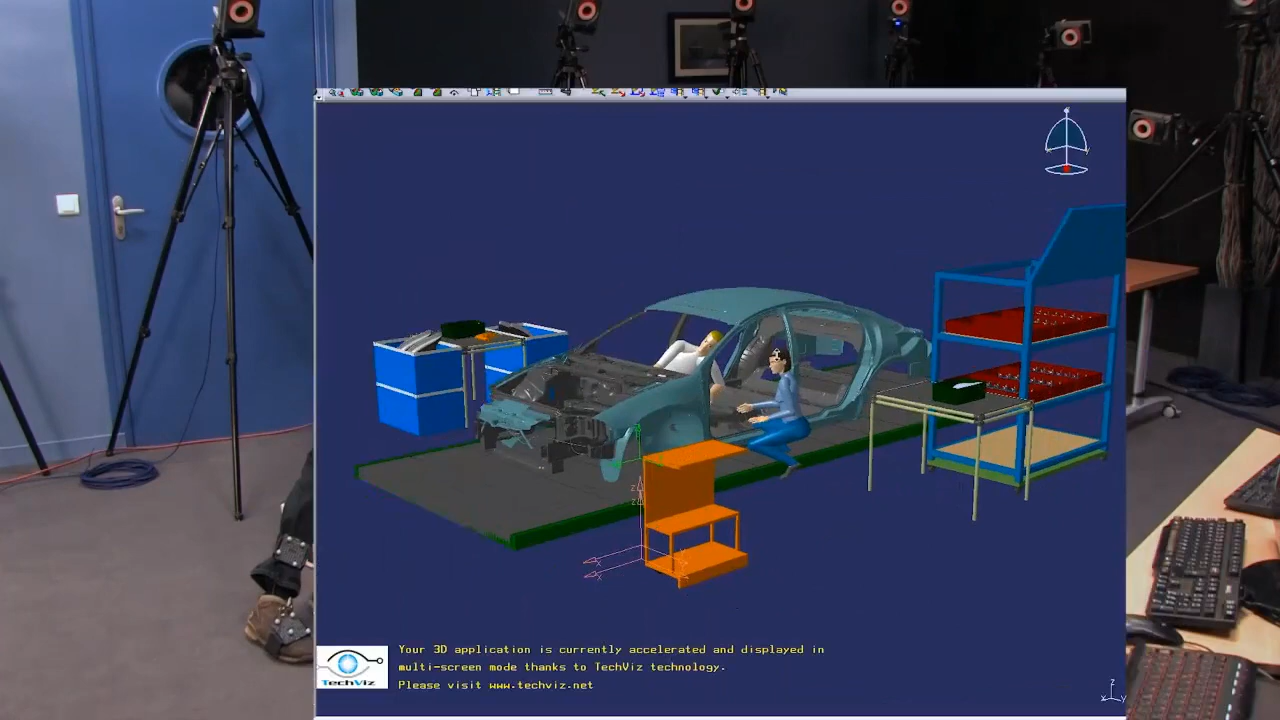 Your 3D application is currently accelerated and displayed in
multi-screen mode thanks to TechViz technology.
Please visit www.techviz.net
TechViz